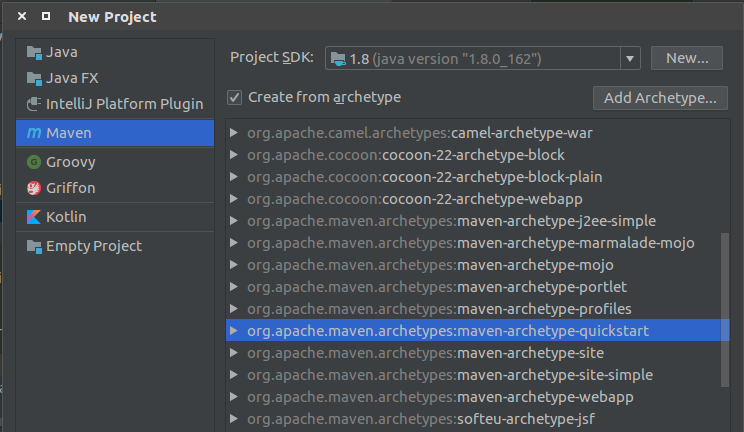 New Project
Java
Java FX
IntelliJ Platform Plugin
Maven
Groovy
Griffon
Kotlin
Empty Project
Project SDK: 1.8 (java version "1.8.0_162") New...
Create from archetype Add Archetype...
org.apache.camel.archetypes:camel-archetype-war
org.apache.cocoon:cocoon-22-archetype-block
org.apache.cocoon:cocoon-22-archetype-block-plain
org.apache.cocoon:cocoon-22-archetype-webapp
org.apache.maven.archetypes:maven-archetype-j2ee-simple
org.apache.maven.archetypes:maven-archetype-marmalade-mojo
org.apache.maven.archetypes:maven-archetype-mojo
org.apache.maven.archetypes:maven-archetype-portlet
org.apache.maven.archetypes:maven-archetype-profiles
org.apache.maven.archetypes:maven-archetype-quickstart
org.apache.maven.archetypes:maven-archetype-site
org.apache.maven.archetypes:maven-archetype-site-simple
org.apache.maven.archetypes:maven-archetype-webapp
org.apache.maven.archetypes:softeu-archetype-jsf